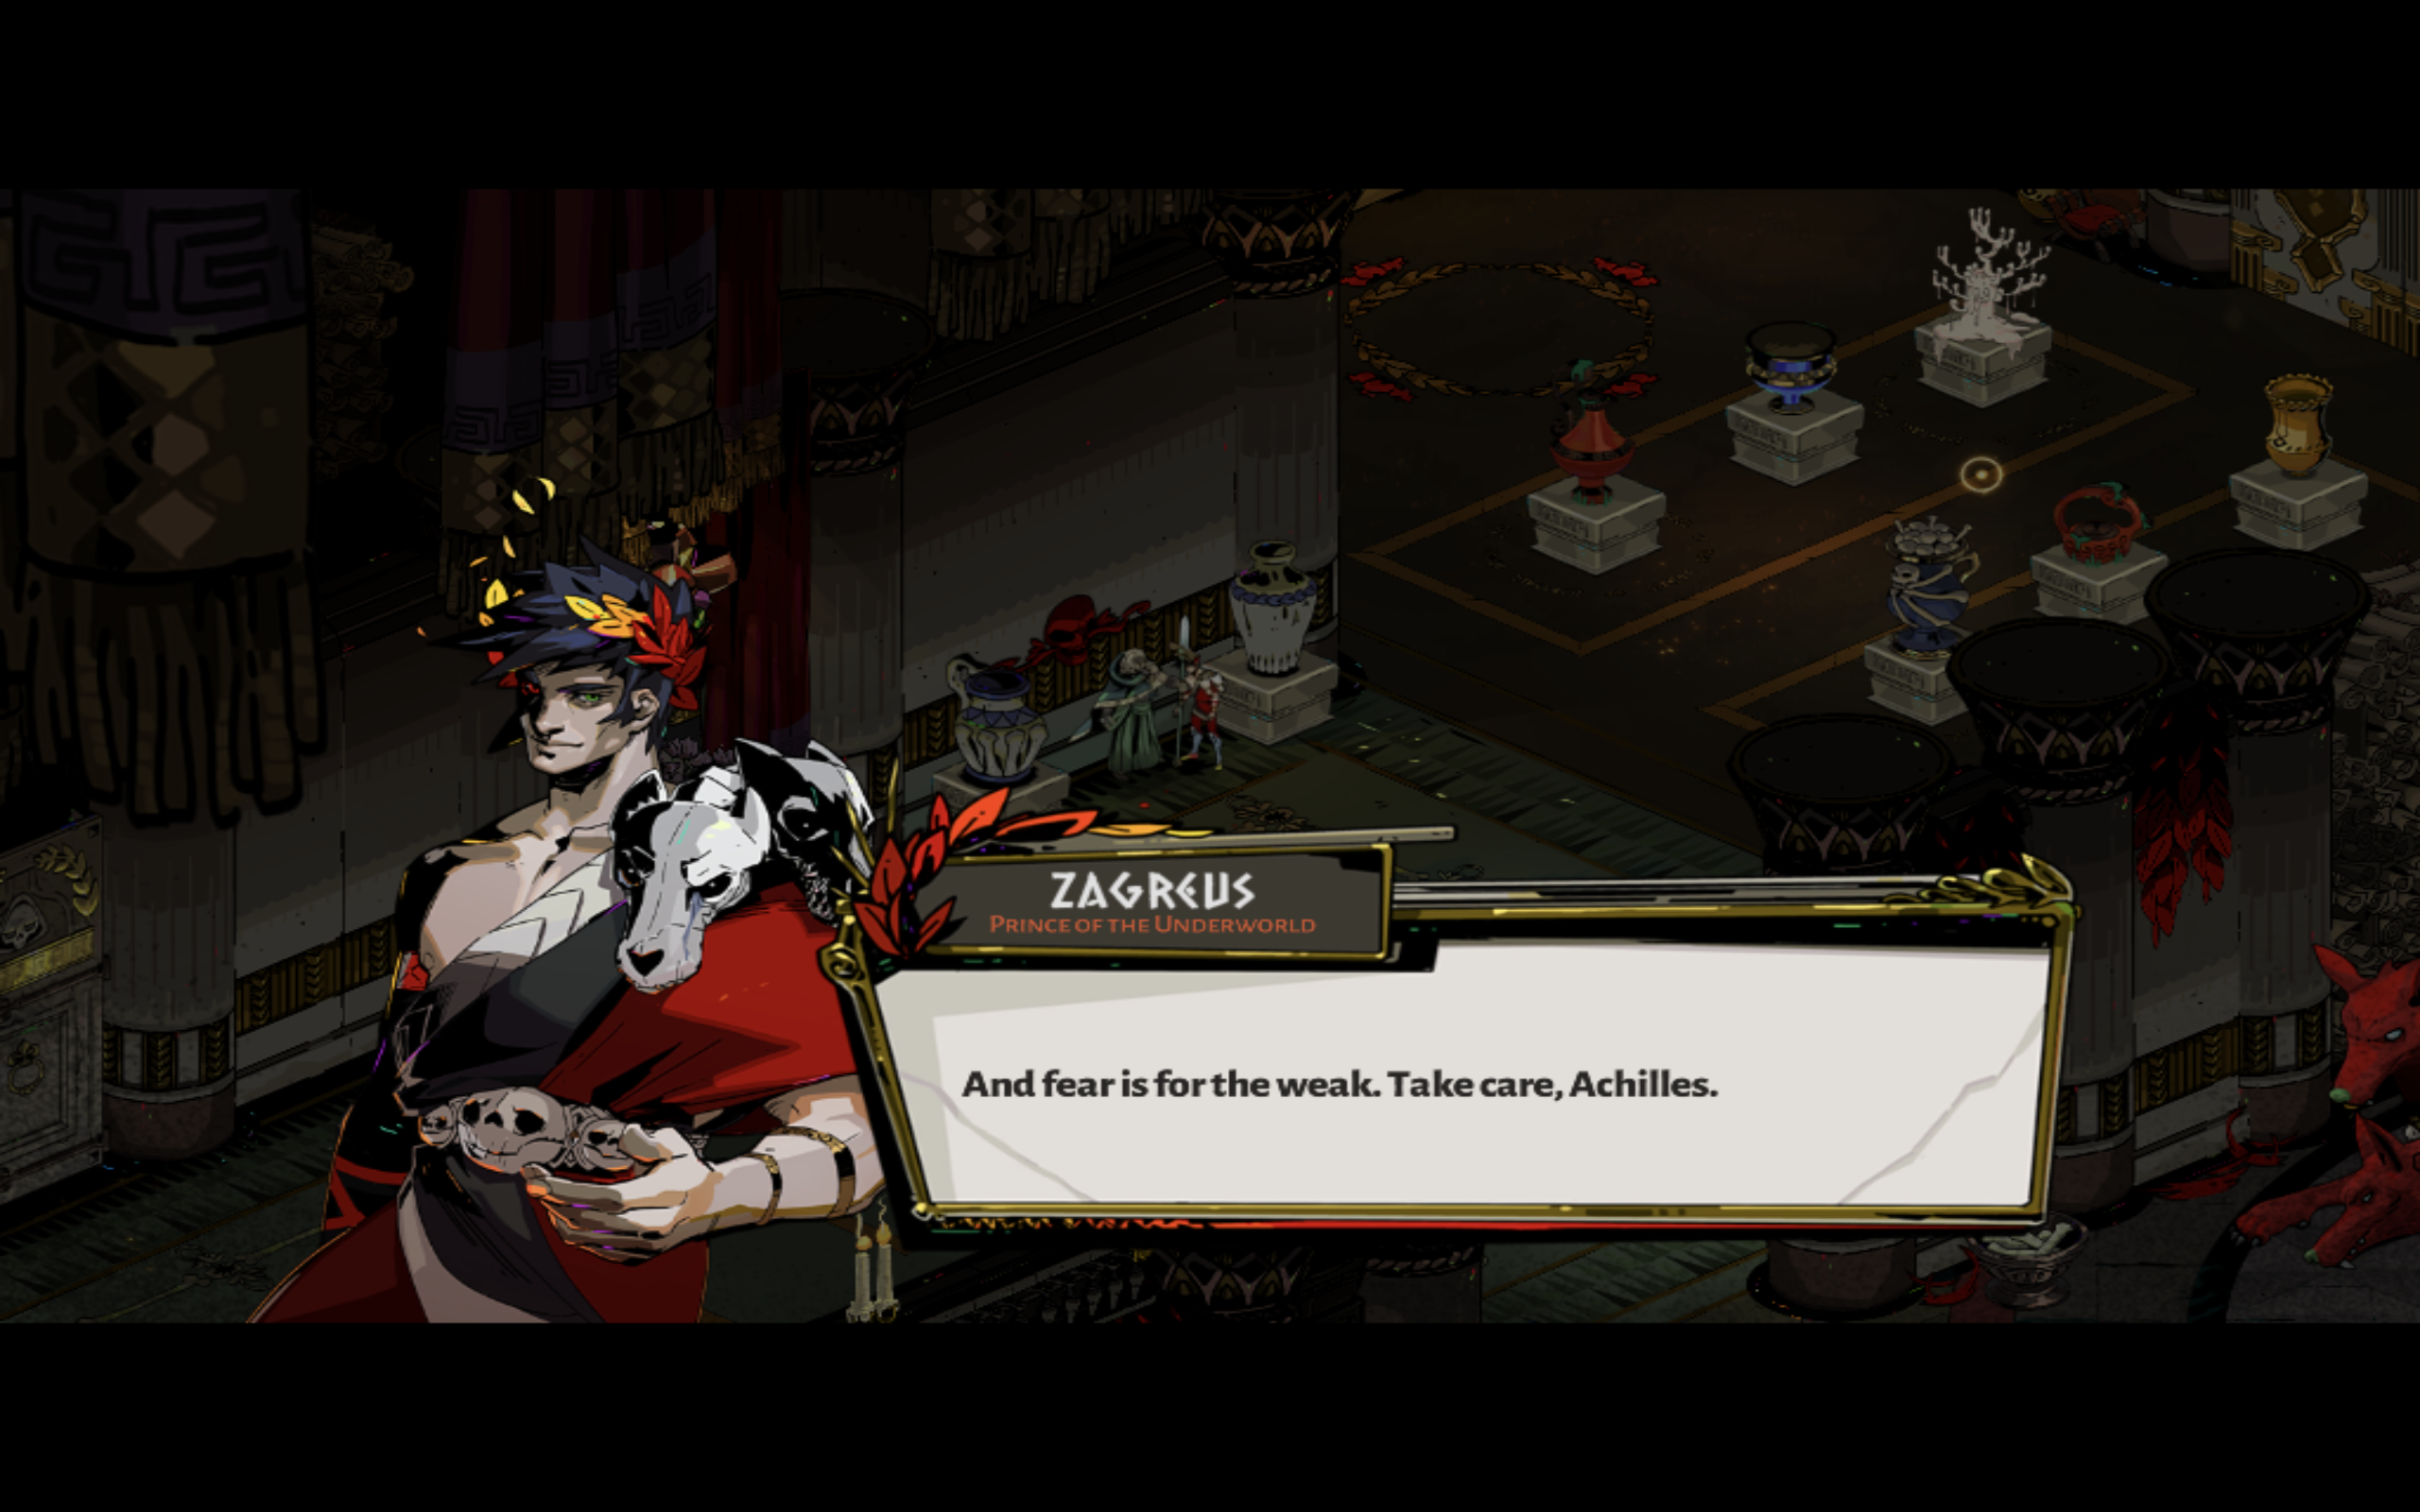 ZAGREUS
PRINCE OF THE UNDERWORLD
And fear is for the weak. Take care, Achilles.